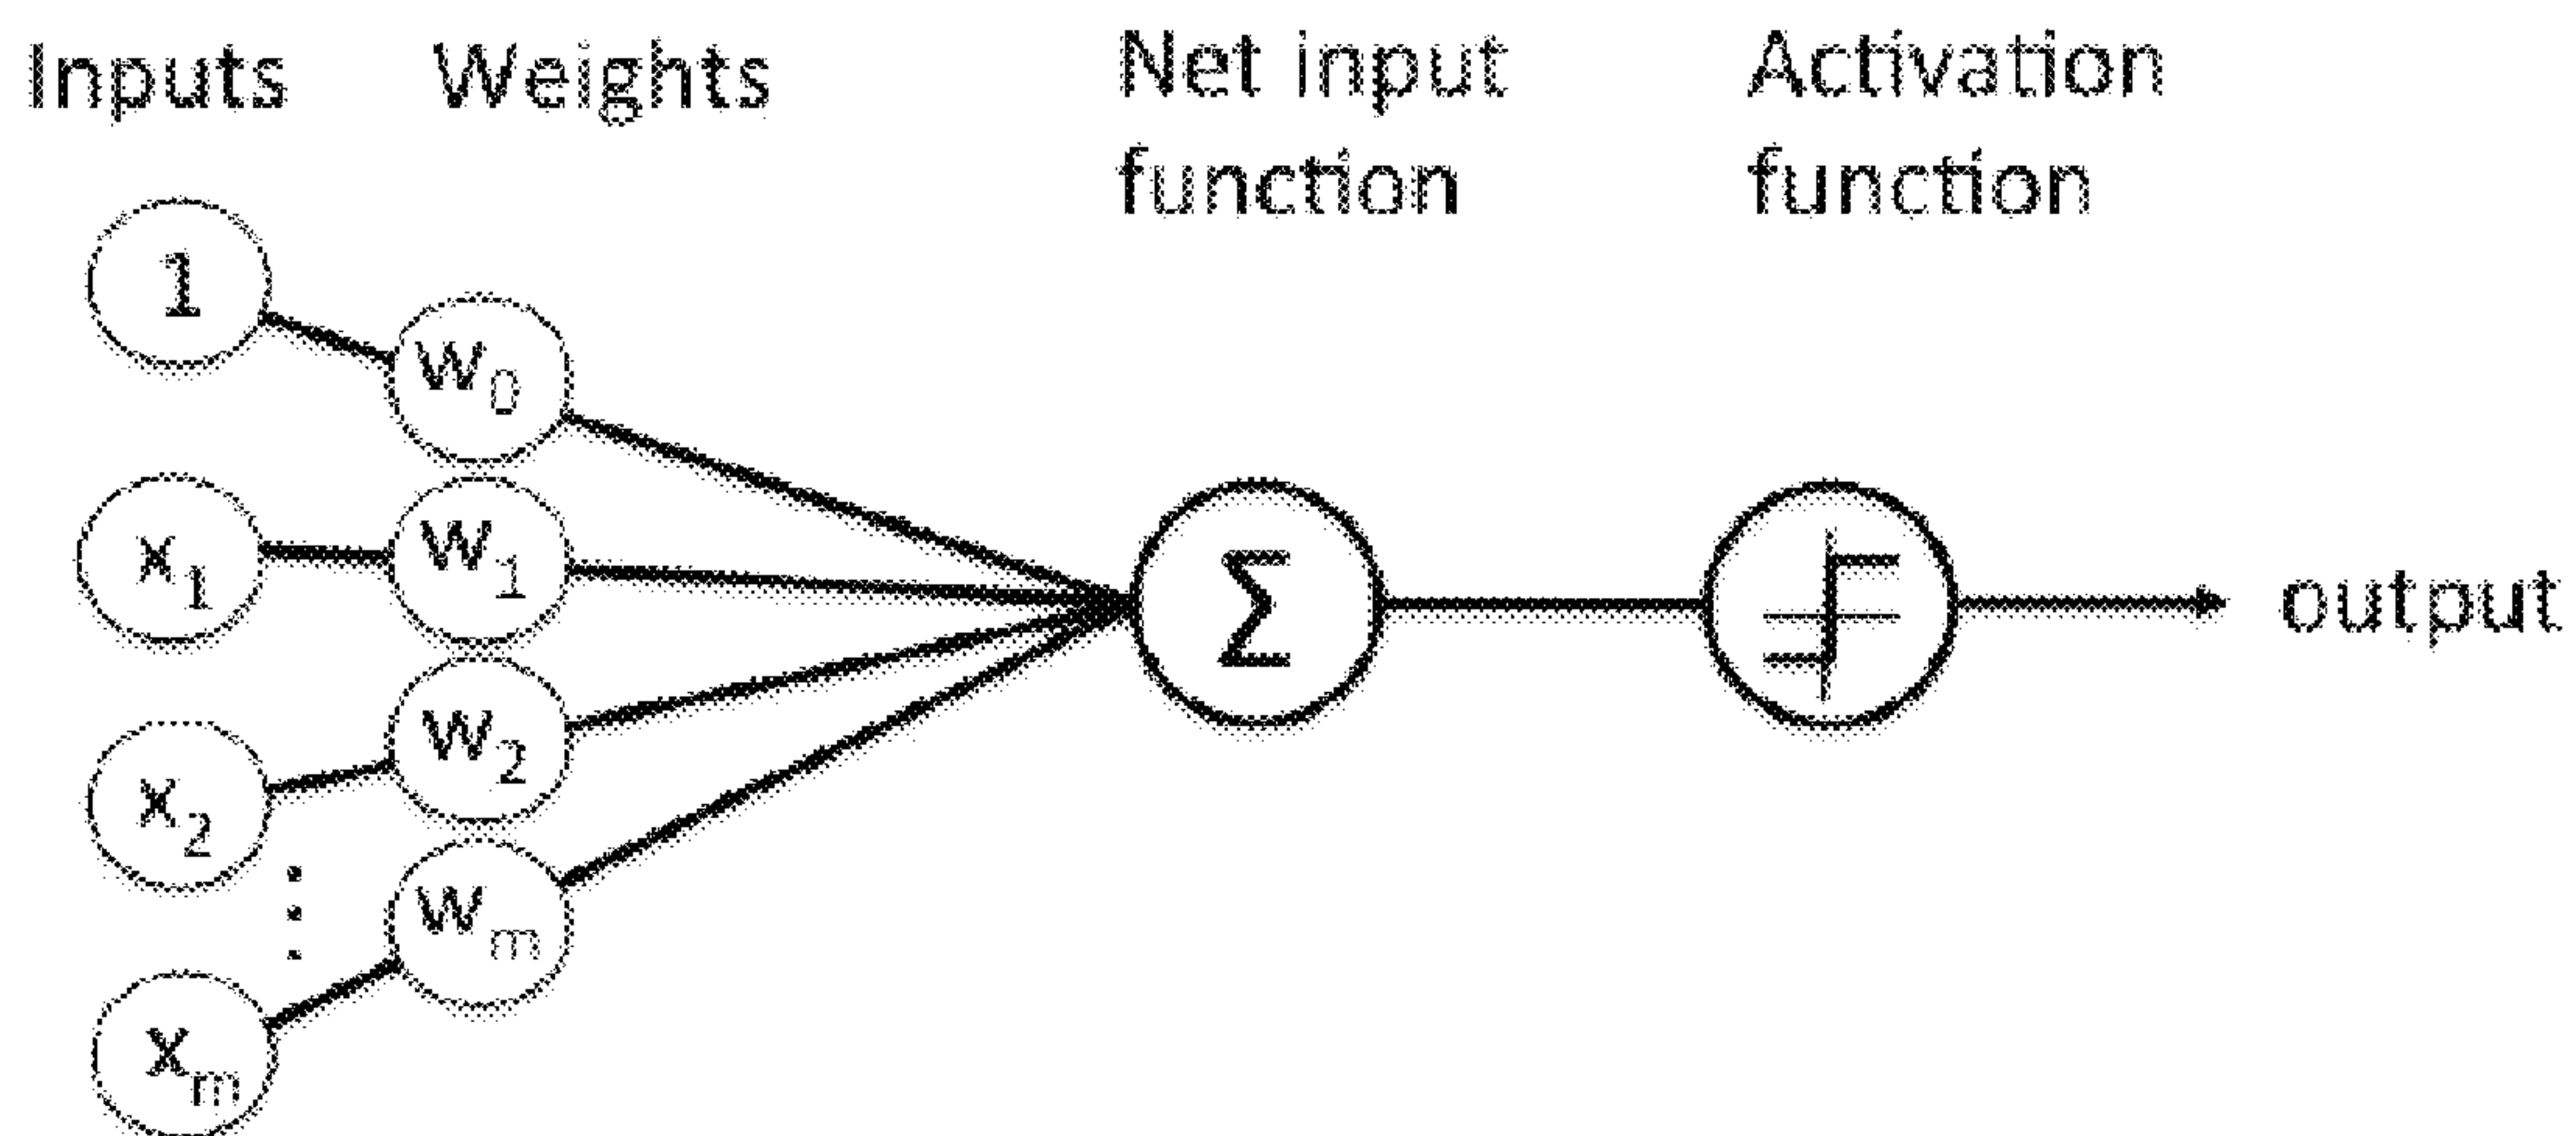 Inputs
Weights
Net input
function
Activation
function
1
w0
x1
w1
x2
w2
xm
wm
Σ
output